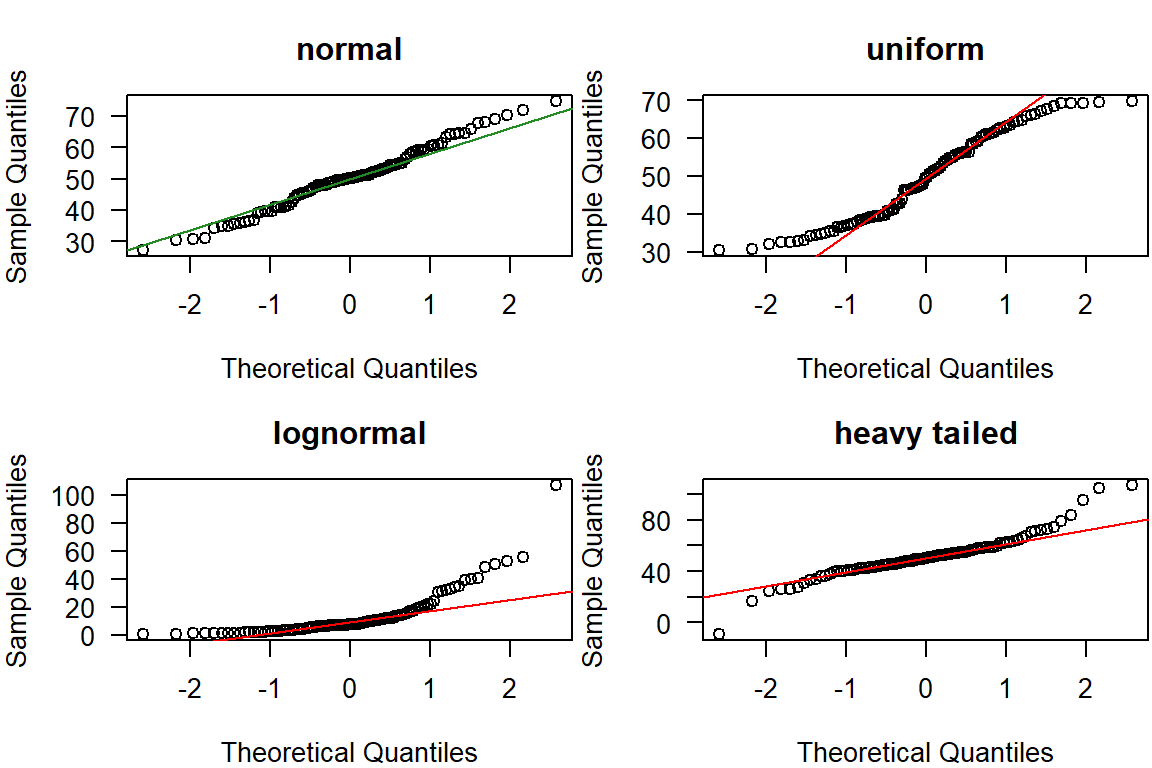 normal
Sample Quantiles
70
60
50
40
30
-2 -1 0 1 2
Theoretical Quantiles
uniform
Sample Quantiles
70
60
50
40
30
-2 -1 0 1 2
Theoretical Quantiles
lognormal
Sample Quantiles
100
80
60
40
20
0
-2 -1 0 1 2
Theoretical Quantiles
heavy tailed
Sample Quantiles
80
40
0
-2 -1 0 1 2
Theoretical Quantiles